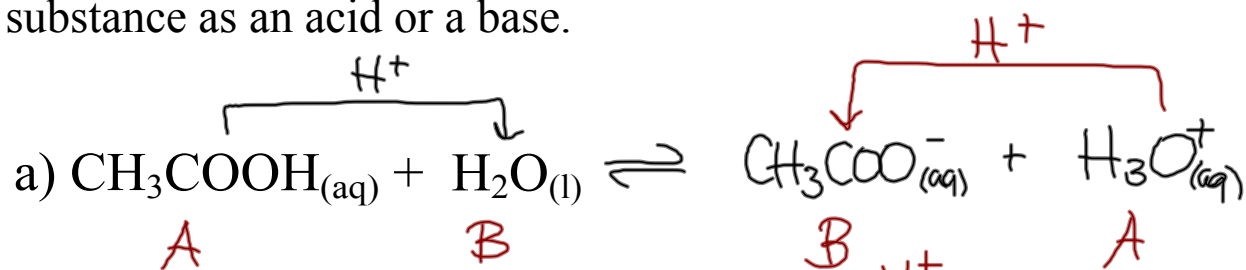 substance as an acid or a base.
H⁺ H⁺
a) CH₃COOH₍aq₎ + H₂O₍l₎ ⇌ CH₃COO⁻₍aq₎ + H₃O⁺₍aq₎
A B B A